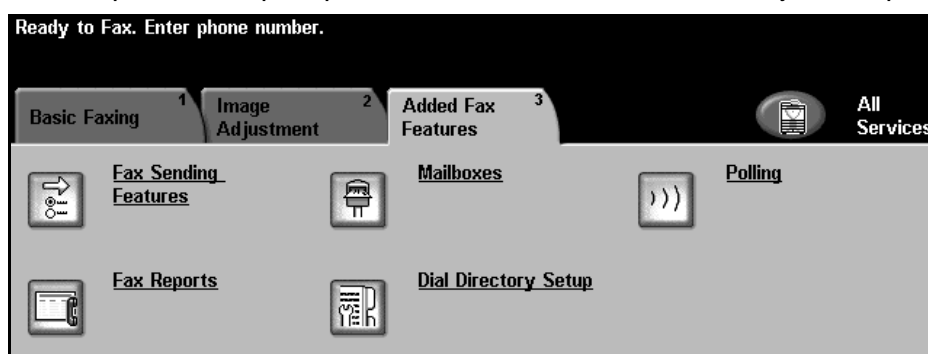 Ready to Fax. Enter phone number.
Basic Faxing 1
Image Adjustment 2
Added Fax Features 3
All Services
Fax Sending Features
Mailboxes
Polling
Fax Reports
Dial Directory Setup